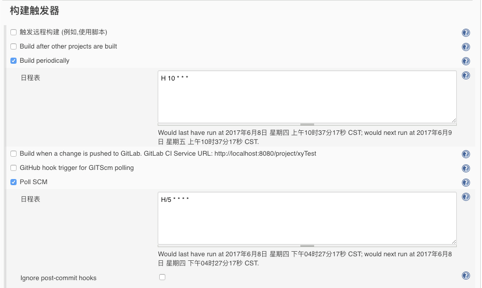 构建触发器
触发远程构建 (例如,使用脚本)
Build after other projects are built
Build periodically
日程表
H 10 * * *
Would last have run at 2017年6月8日 星期四 上午10时37分17秒 CST; would next run at 2017年6月9
日 星期五 上午10时37分17秒 CST.
Build when a change is pushed to GitLab. GitLab CI Service URL: http://localhost:8080/project/xyTest
GitHub hook trigger for GITScm polling
Poll SCM
日程表
H/5 * * * *
Would last have run at 2017年6月8日 星期四 下午04时27分17秒 CST; would next run at 2017年6月8
日 星期四 下午04时27分17秒 CST.
Ignore post-commit hooks